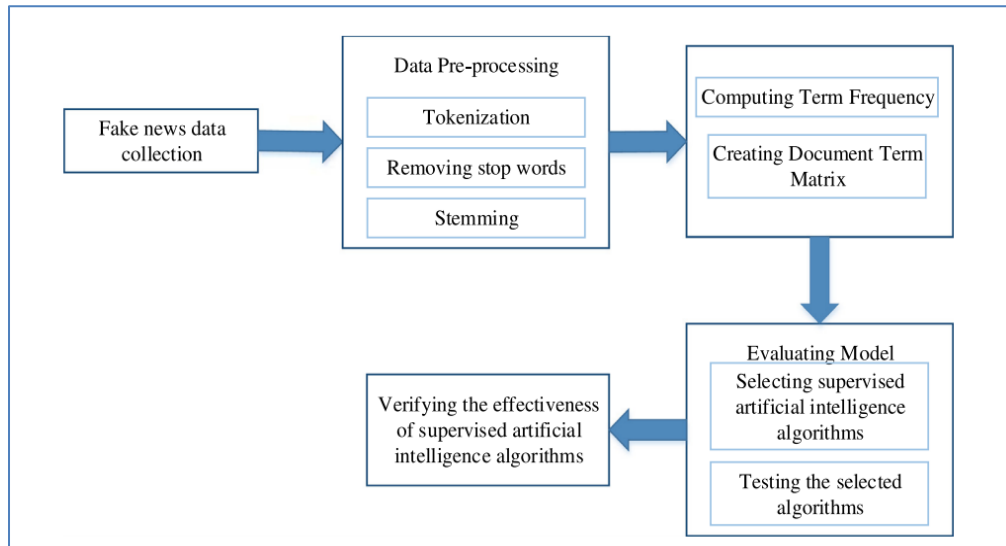 Fake news data
collection
Data Pre-processing
Tokenization
Removing stop words
Stemming
Computing Term Frequency
Creating Document Term
Matrix
Evaluating Model
Selecting supervised
artificial intelligence
algorithms
Testing the selected
algorithms
Verifying the effectiveness
of supervised artificial
intelligence algorithms